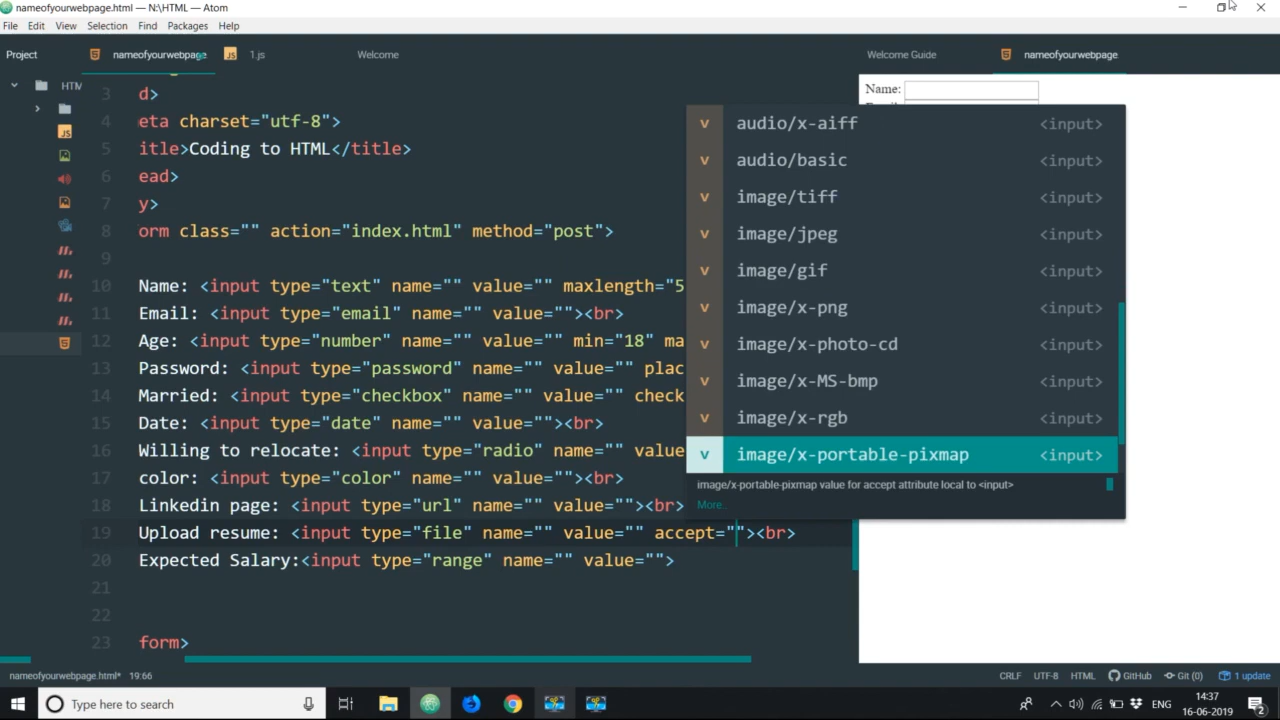 nameofyourwebpage.html — N:\HTML — Atom
File Edit View Selection Find Packages Help
Project nameofyourwebpage 1.js Welcome Welcome Guide nameofyourwebpage
HTM
3 d>
4 eta charset="utf-8">
5 itle>Coding to HTML</title>
6 ead>
7 y>
8 orm class="" action="index.html" method="post">
9
10 Name: <input type="text" name="" value="" maxlength="5
11 Email: <input type="email" name="" value=""><br>
12 Age: <input type="number" name="" value="" min="18" ma
13 Password: <input type="password" name="" value="" plac
14 Married: <input type="checkbox" name="" value="" check
15 Date: <input type="date" name="" value=""><br>
16 Willing to relocate: <input type="radio" name="" value
17 color: <input type="color" name="" value=""><br>
18 Linkedin page: <input type="url" name="" value=""><br>
19 Upload resume: <input type="file" name="" value="" accept=""><br>
20 Expected Salary:<input type="range" name="" value="">
21
22
23 form>
Name:
v audio/x-aiff <input>
v audio/basic <input>
v image/tiff <input>
v image/jpeg <input>
v image/gif <input>
v image/x-png <input>
v image/x-photo-cd <input>
v image/x-MS-bmp <input>
v image/x-rgb <input>
v image/x-portable-pixmap <input>
image/x-portable-pixmap value for accept attribute local to <input>
More..
nameofyourwebpage.html* 19:66 CRLF UTF-8 HTML GitHub Git (0) 1 update
Type here to search ENG 14:37
16-06-2019 2